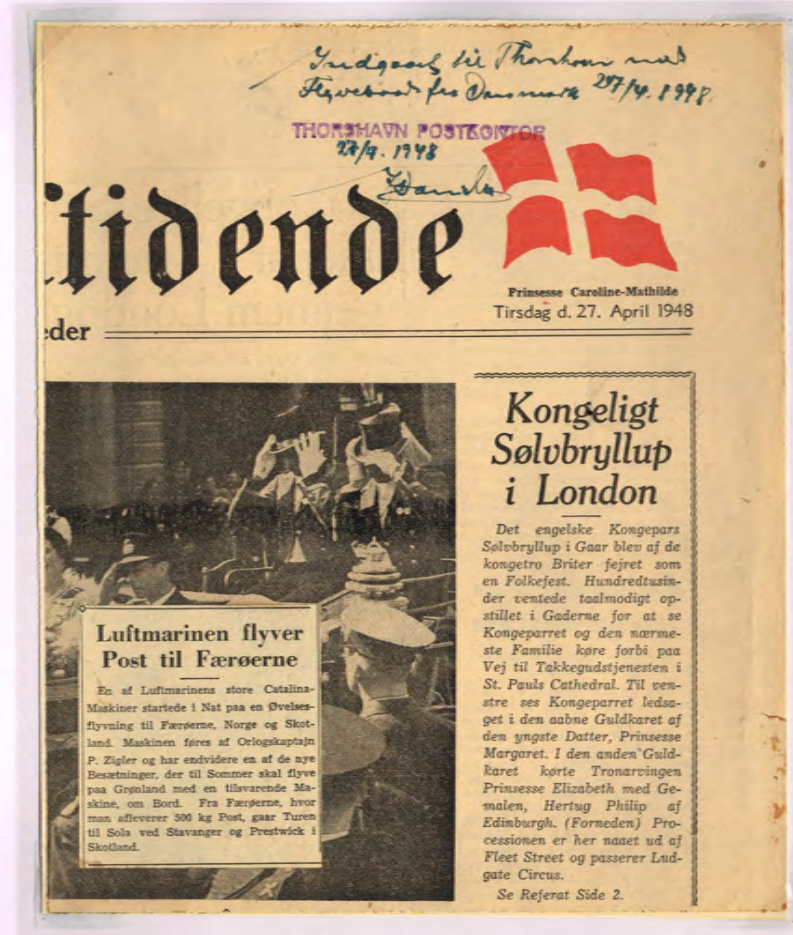 Indgaaet til Thorshavn med
Flyvebaad fra Danmark 27/4. 1948.
THORSHAVN POSTKONTOR
27/4. 1948
tidende
Prinsesse Caroline-Mathilde
Tirsdag d. 27. April 1948
eder
Kongeligt
Sølvbryllup
i London
Det engelske Kongepars
Sølvbryllup i Gaar blev af de
kongetro Briter fejret som
en Folkefest. Hundredtusin-
der ventede taalmodigt op-
stillet i Gaderne for at se
Kongeparret og den nærme-
ste Familie køre forbi paa
Vej til Takkegudstjenesten i
St. Pauls Cathedral. Til ven-
stre ses Kongeparret ledsa-
get i den aabne Guldkaret af
den yngste Datter, Prinsesse
Margaret. I den anden Guld-
karet kørte Tronarvingen
Prinsesse Elizabeth med Ge-
malen, Hertug Philip af
Edinburgh. (Forneden) Pro-
cessionen er her naaet ud af
Fleet Street og passerer Lud-
gate Circus.
Se Referat Side 2.
Luftmarinen flyver
Post til Færøerne
En af Luftmarinens store Catalina-
Maskiner startede i Nat paa en Øvelses-
flyvning til Færøerne, Norge og Skot-
land. Maskinen føres af Orlogskaptajn
P. Zigler og har endvidere en af de nye
Besætninger, der til Sommer skal flyve
paa Grønland med en tilsvarende Ma-
skine, om Bord. Fra Færøerne, hvor
man afleverer 500 kg Post, gaar Turen
til Sola ved Stavanger og Prestwick i
Skotland.